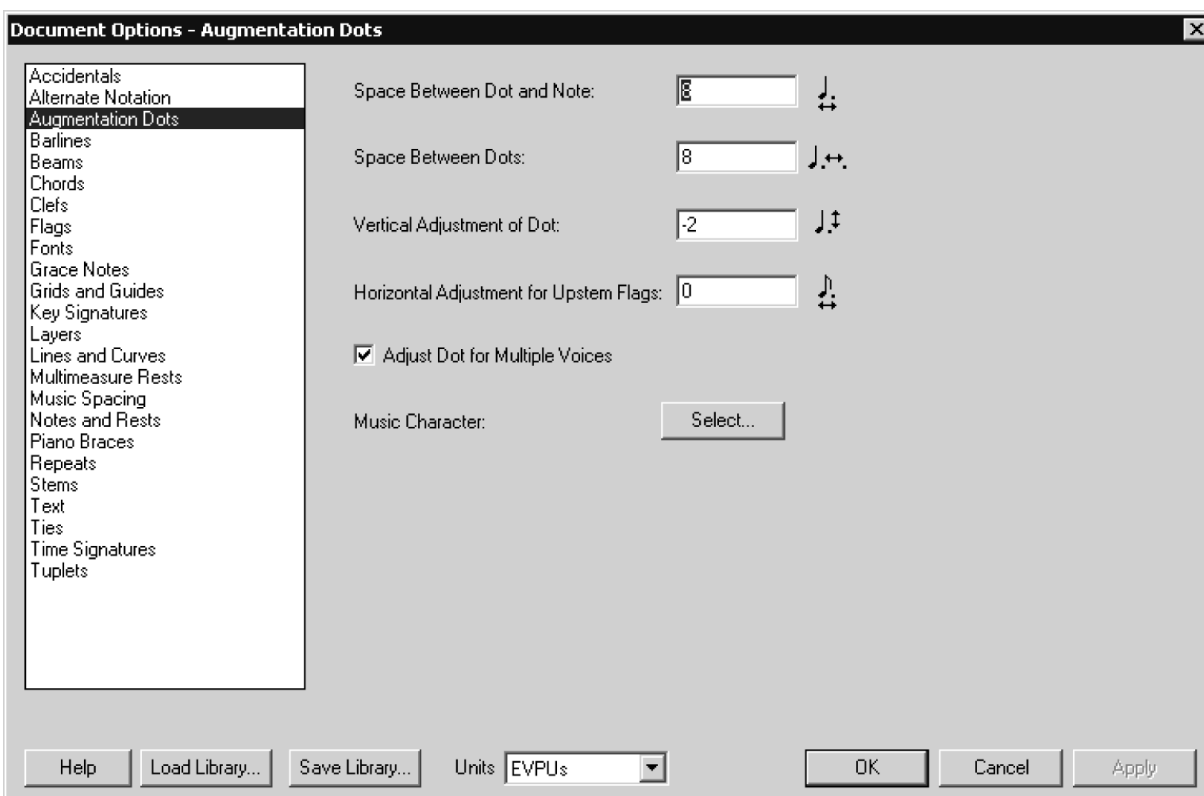 Document Options - Augmentation Dots
Accidentals
Alternate Notation
Augmentation Dots
Barlines
Beams
Chords
Clefs
Flags
Fonts
Grace Notes
Grids and Guides
Key Signatures
Layers
Lines and Curves
Multimeasure Rests
Music Spacing
Notes and Rests
Piano Braces
Repeats
Stems
Text
Ties
Time Signatures
Tuplets
Space Between Dot and Note:
Space Between Dots: 8
Vertical Adjustment of Dot: -2
Horizontal Adjustment for Upstem Flags: 0
Adjust Dot for Multiple Voices
Music Character: Select...
Help Load Library... Save Library... Units EVPUs OK Cancel Apply